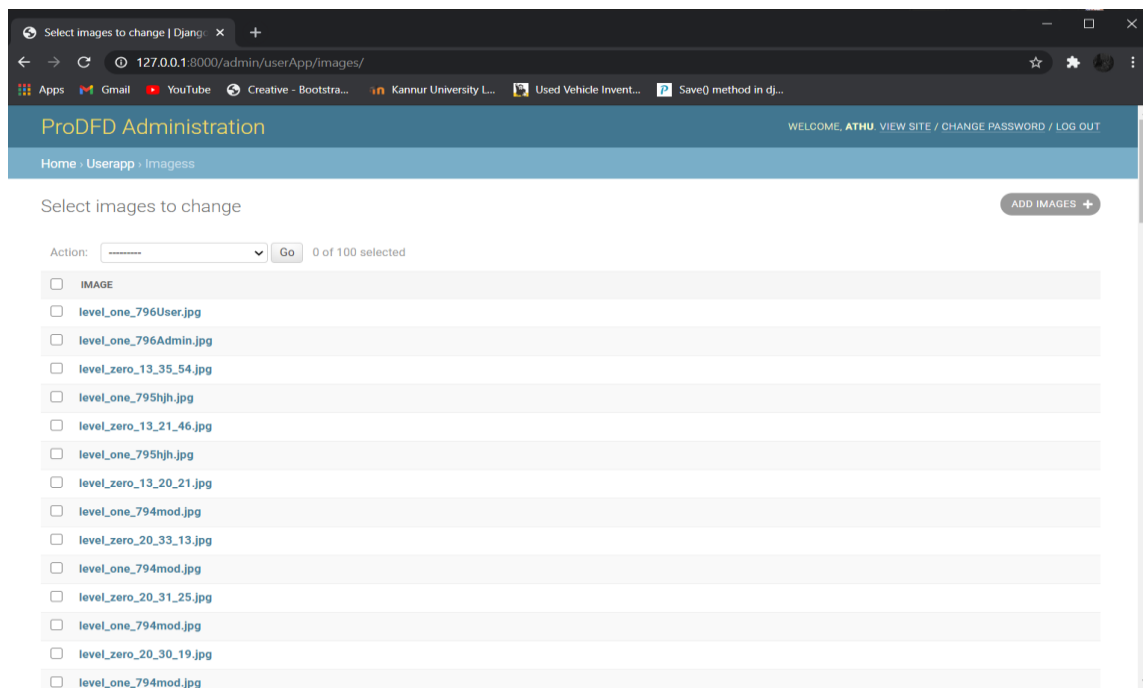 Select images to change | Djang
127.0.0.1:8000/admin/userApp/images/
Apps Gmail YouTube Creative - Bootstra... Kannur University L... Used Vehicle Invent... Save() method in dj...
ProDFD Administration WELCOME, ATHU. VIEW SITE / CHANGE PASSWORD / LOG OUT
Home › Userapp › Imagess
Select images to change ADD IMAGES +
Action: --------- Go 0 of 100 selected
IMAGE
level_one_796User.jpg
level_one_796Admin.jpg
level_zero_13_35_54.jpg
level_one_795hjh.jpg
level_zero_13_21_46.jpg
level_one_795hjh.jpg
level_zero_13_20_21.jpg
level_one_794mod.jpg
level_zero_20_33_13.jpg
level_one_794mod.jpg
level_zero_20_31_25.jpg
level_one_794mod.jpg
level_zero_20_30_19.jpg
level_one_794mod.jpg